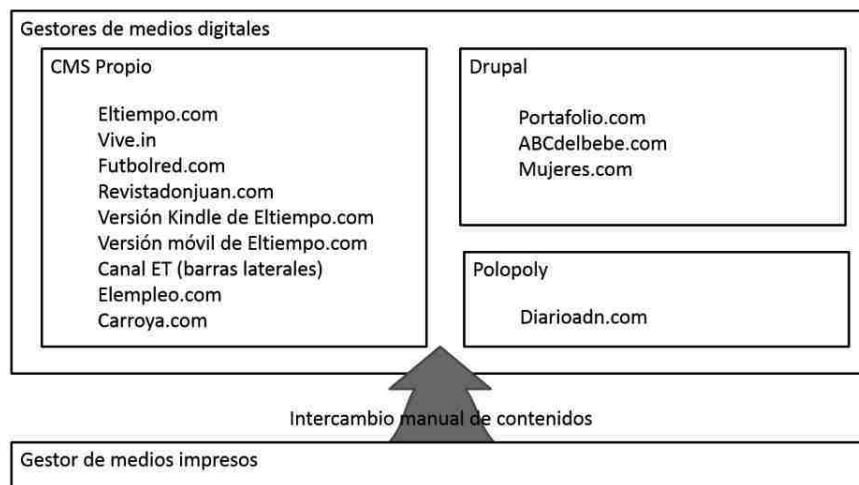 Gestores de medios digitales
CMS Propio
Eltiempo.com
Vive.in
Futbolred.com
Revistadonjuan.com
Versión Kindle de Eltiempo.com
Versión móvil de Eltiempo.com
Canal ET (barras laterales)
Elempleo.com
Carroya.com
Drupal
Portafolio.com
ABCdelbebe.com
Mujeres.com
Polopoly
Diarioadn.com
Intercambio manual de contenidos
Gestor de medios impresos